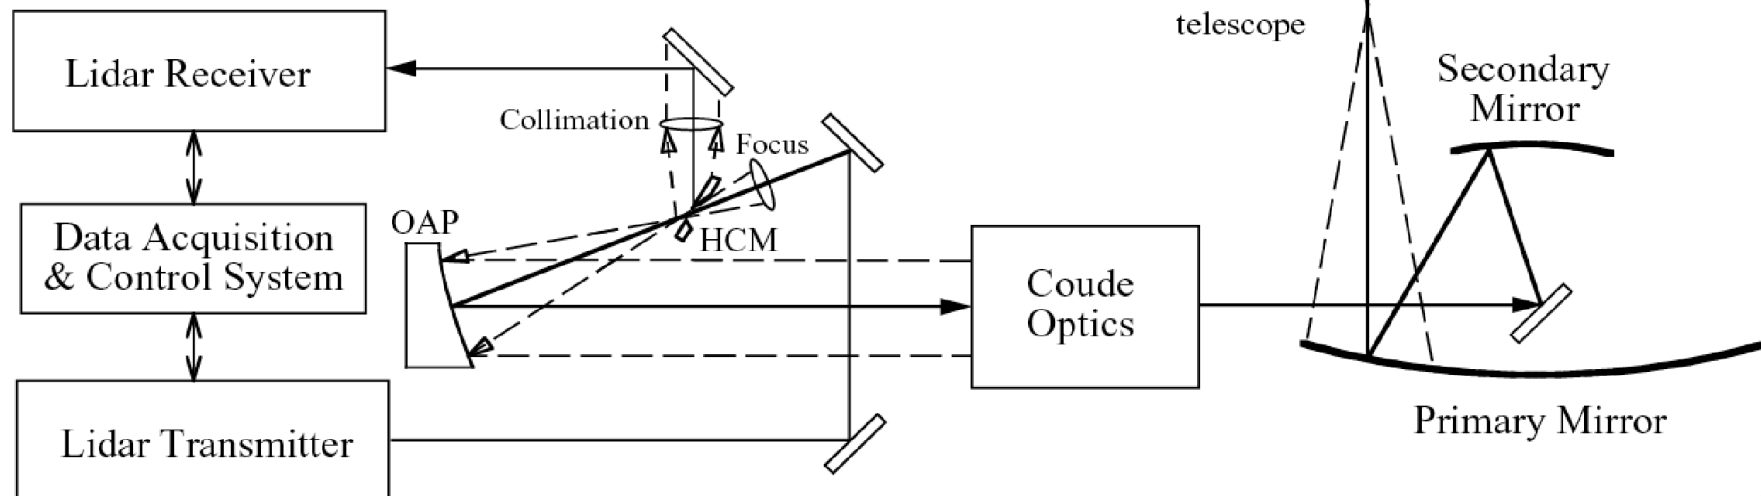 telescope
Lidar Receiver
Secondary
Mirror
Collimation
Focus
OAP
HCM
Data Acquisition
& Control System
Coude
Optics
Lidar Transmitter
Primary Mirror